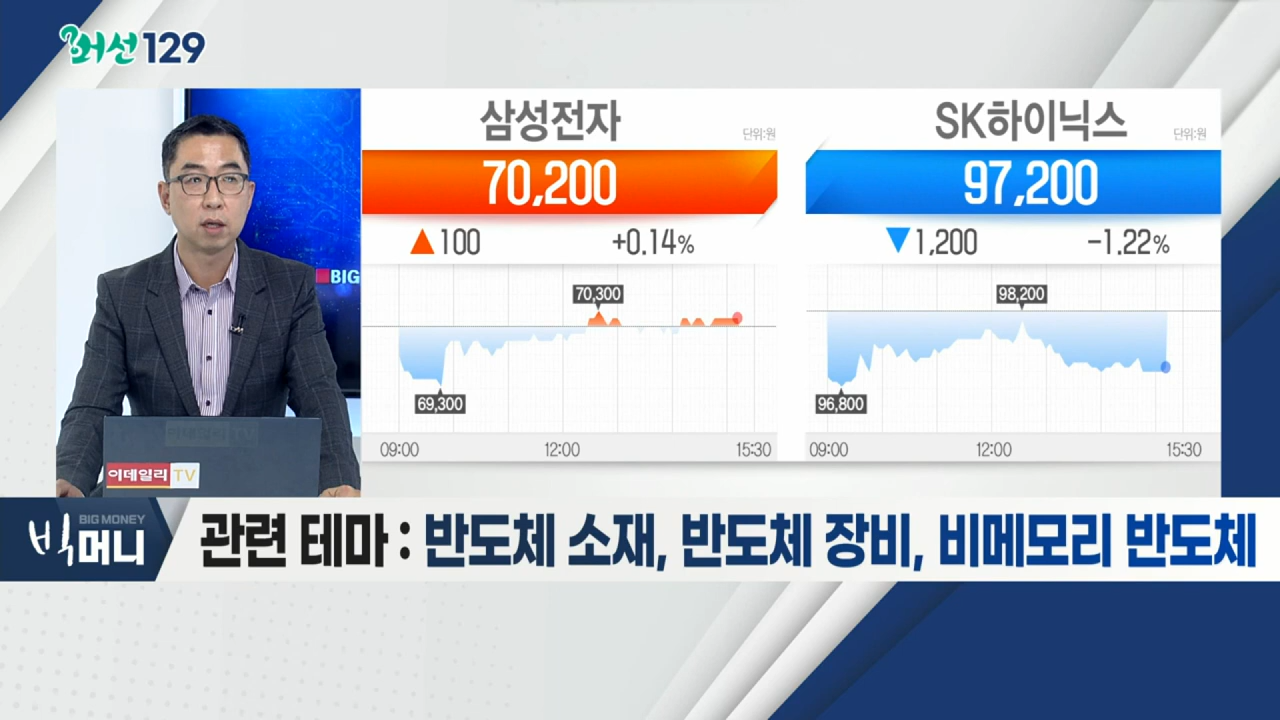 머선129
삼성전자
단위:원
70,200
▲100 +0.14%
70,300
69,300
09:00 12:00 15:30
SK하이닉스
단위:원
97,200
▼1,200 -1.22%
98,200
96,800
09:00 12:00 15:30
BIG
이데일리TV
BIG MONEY
빅머니
관련 테마 : 반도체 소재, 반도체 장비, 비메모리 반도체